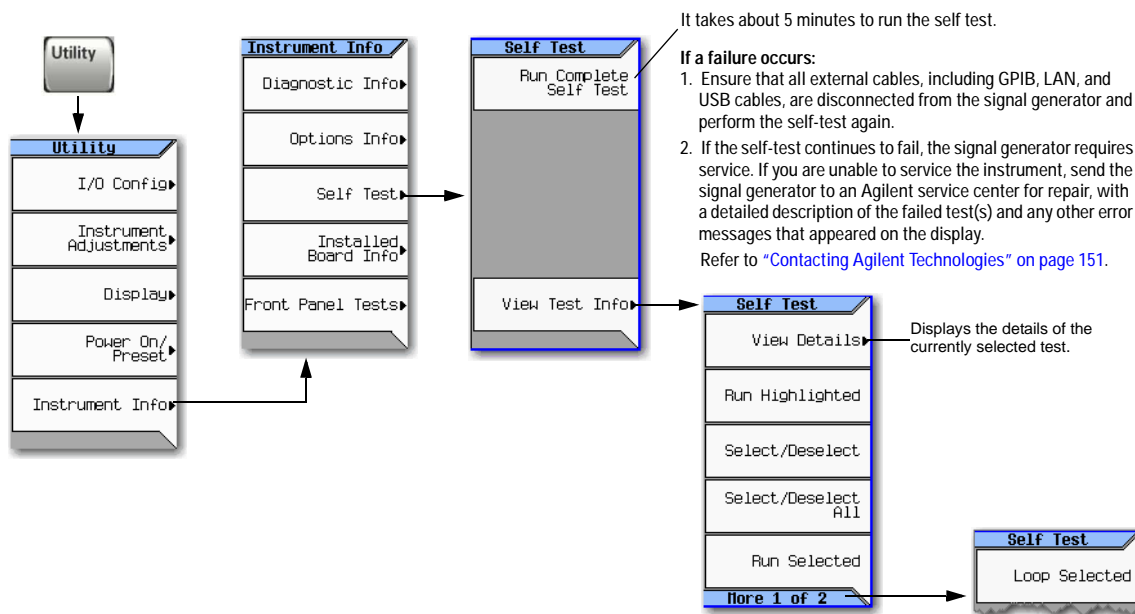 Utility
Utility
I/O Config
Instrument
Adjustments
Display
Power On/
Preset
Instrument Info
Instrument Info
Diagnostic Info
Options Info
Self Test
Installed
Board Info
Front Panel Tests
Self Test
Run Complete
Self Test
View Test Info
It takes about 5 minutes to run the self test.
If a failure occurs:
1. Ensure that all external cables, including GPIB, LAN, and
USB cables, are disconnected from the signal generator and
perform the self-test again.
2. If the self-test continues to fail, the signal generator requires
service. If you are unable to service the instrument, send the
signal generator to an Agilent service center for repair, with
a detailed description of the failed test(s) and any other error
messages that appeared on the display.
Refer to "Contacting Agilent Technologies" on page 151.
Self Test
View Details
Run Highlighted
Select/Deselect
Select/Deselect
All
Run Selected
More 1 of 2
Displays the details of the
currently selected test.
Self Test
Loop Selected